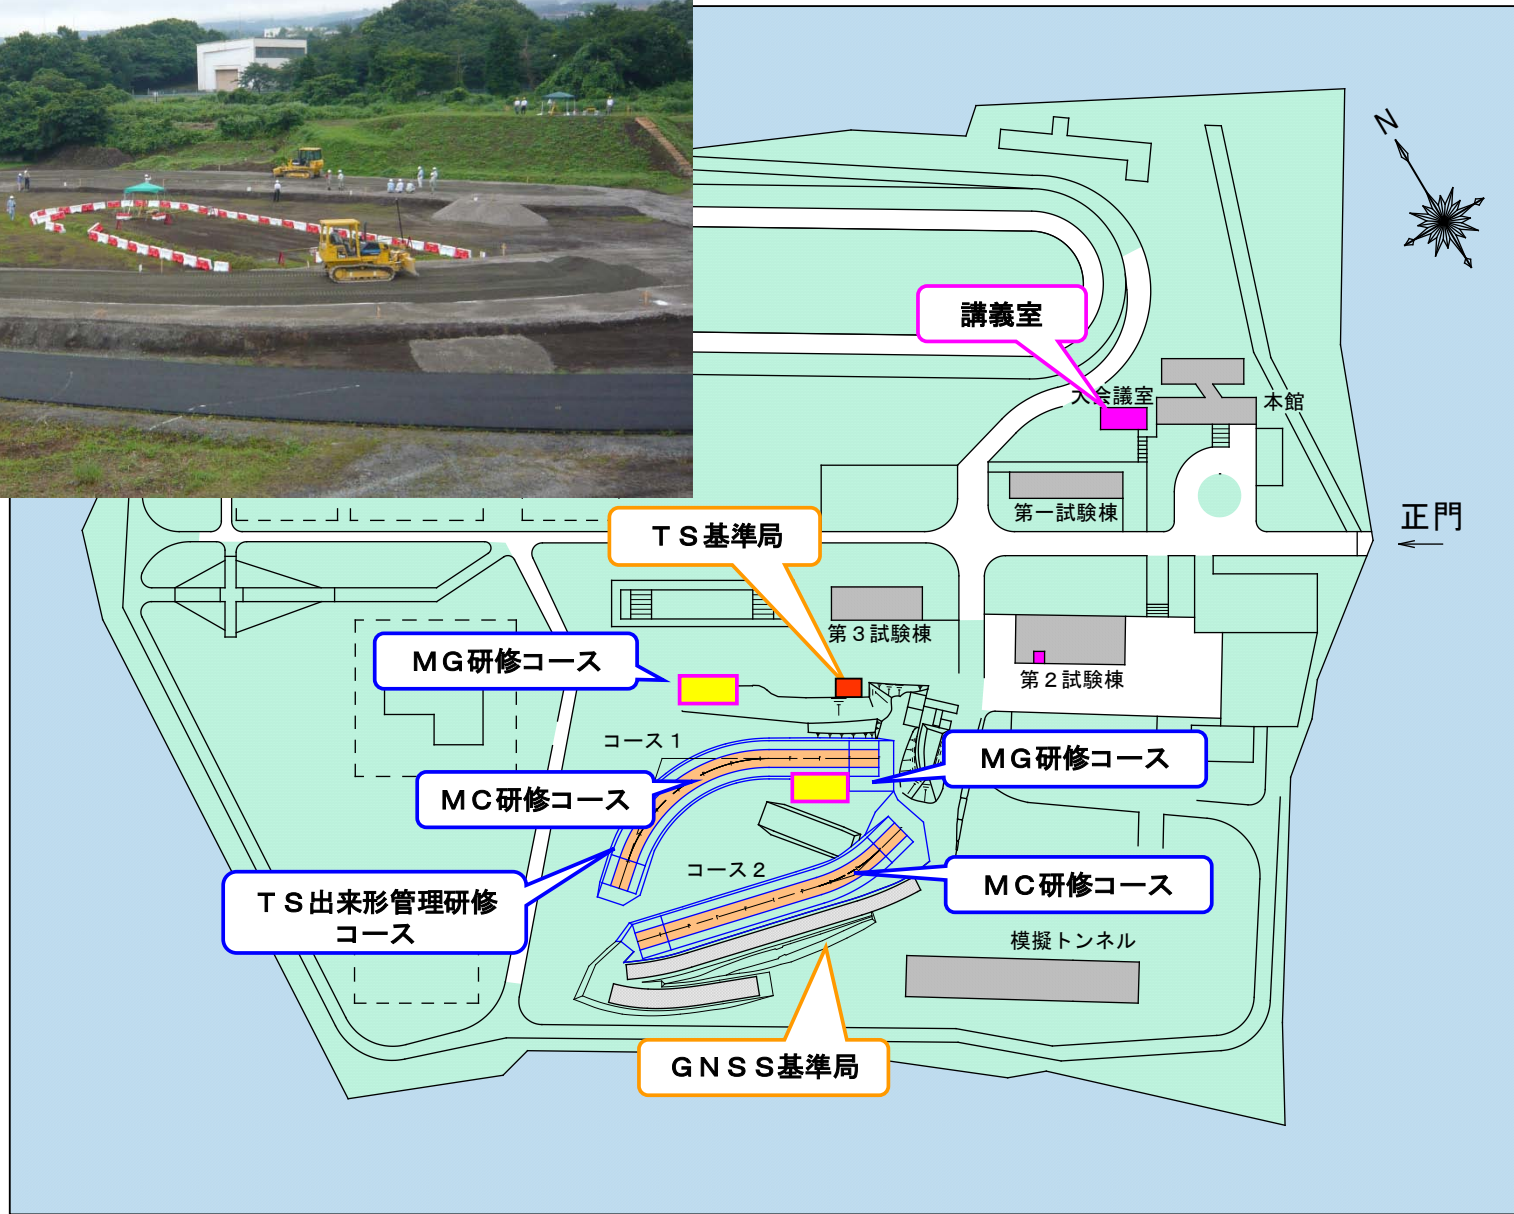 N
講義室
大会議室
本館
第一試験棟
正門
ＴＳ基準局
第３試験棟
ＭＧ研修コース
第２試験棟
コース１
ＭＧ研修コース
ＭＣ研修コース
コース２
ＭＣ研修コース
ＴＳ出来形管理研修
コース
模擬トンネル
ＧＮＳＳ基準局